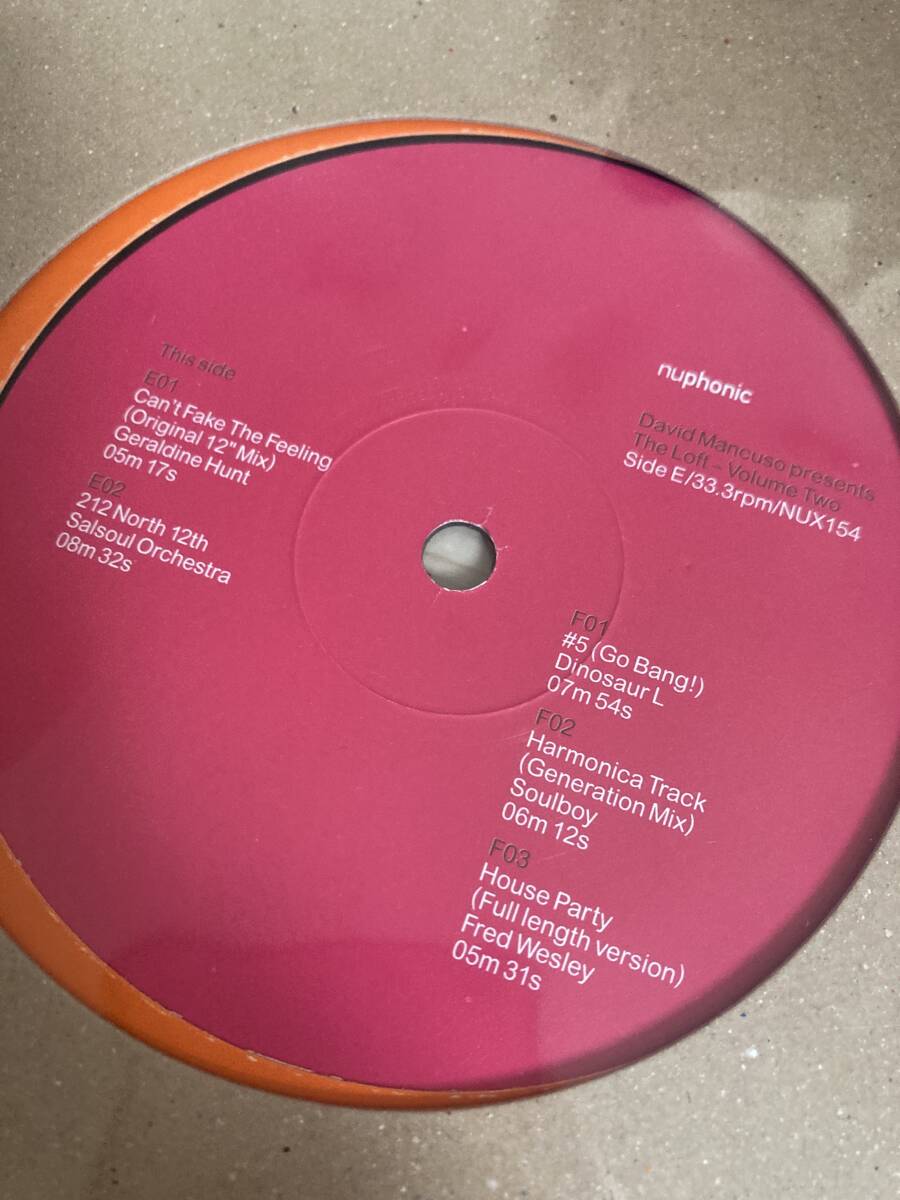 This side
E01
Can't Fake The Feeling
(Original 12" Mix)
Geraldine Hunt
05m 17s
E02
212 North 12th
Salsoul Orchestra
08m 32s
nuphonic
David Mancuso presents
The Loft - Volume Two
Side E/33.3rpm/NUX154
F01
#5 (Go Bang!)
Dinosaur L
07m 54s
F02
Harmonica Track
(Generation Mix)
Soulboy
06m 12s
F03
House Party
(Full length version)
Fred Wesley
05m 31s